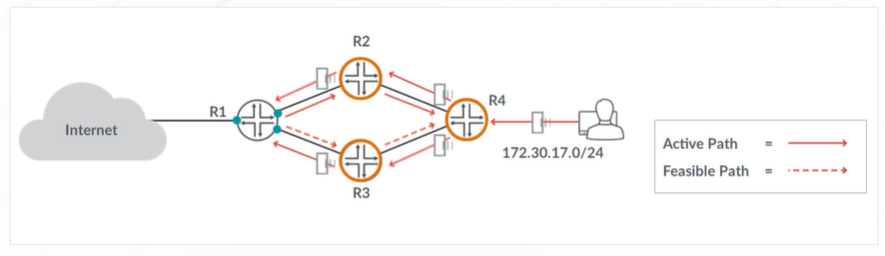 R2
R1
R4
Internet
172.30.17.0/24
R3
Active Path =
Feasible Path =